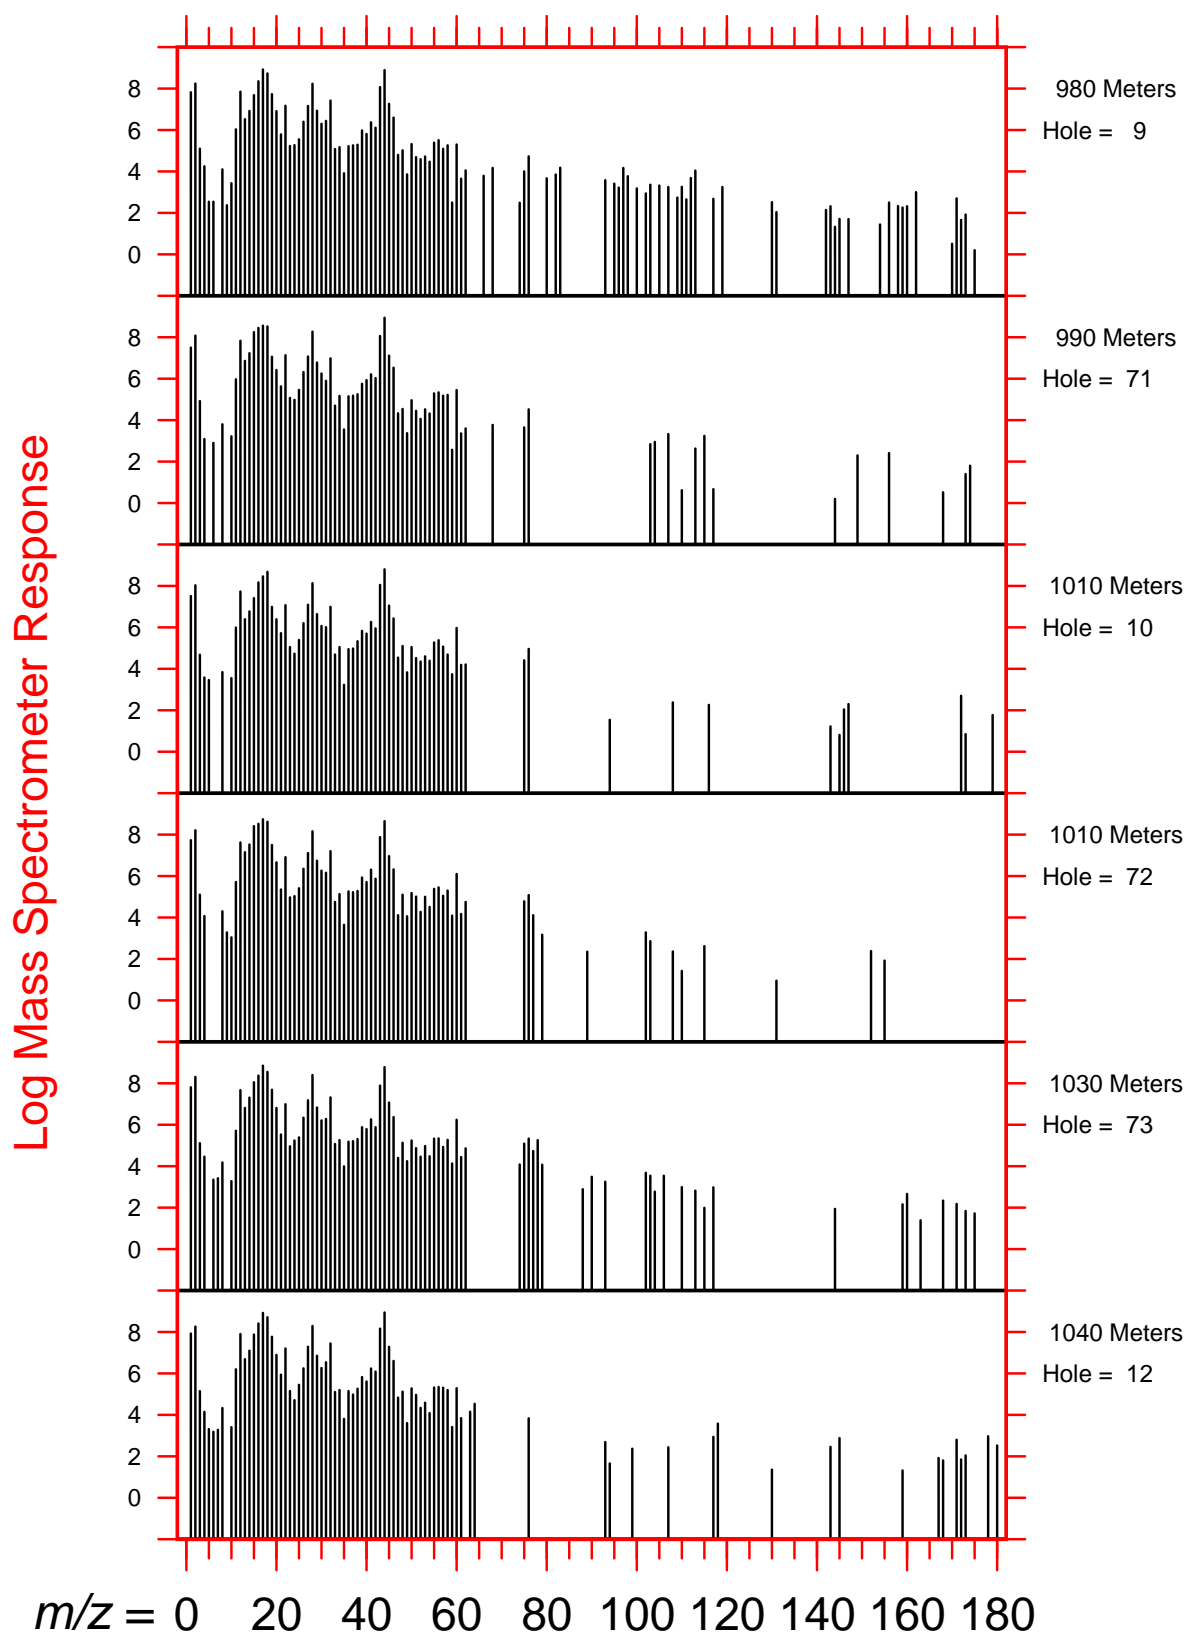 Log Mass Spectrometer Response
8
6
4
2
0
980 Meters
Hole = 9
8
6
4
2
0
990 Meters
Hole = 71
8
6
4
2
0
1010 Meters
Hole = 10
8
6
4
2
0
1010 Meters
Hole = 72
8
6
4
2
0
1030 Meters
Hole = 73
8
6
4
2
0
1040 Meters
Hole = 12
m/z = 0 20 40 60 80 100 120 140 160 180